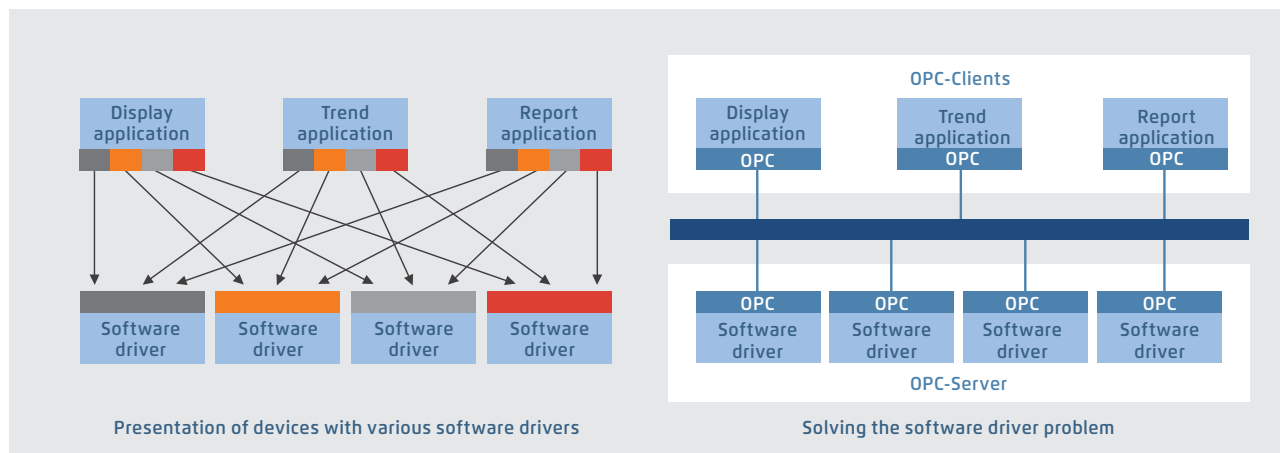 Display
application
Trend
application
Report
application
Software
driver
Software
driver
Software
driver
Software
driver
Presentation of devices with various software drivers
OPC-Clients
Display
application
OPC
Trend
application
OPC
Report
application
OPC
OPC
Software
driver
OPC
Software
driver
OPC
Software
driver
OPC
Software
driver
OPC-Server
Solving the software driver problem